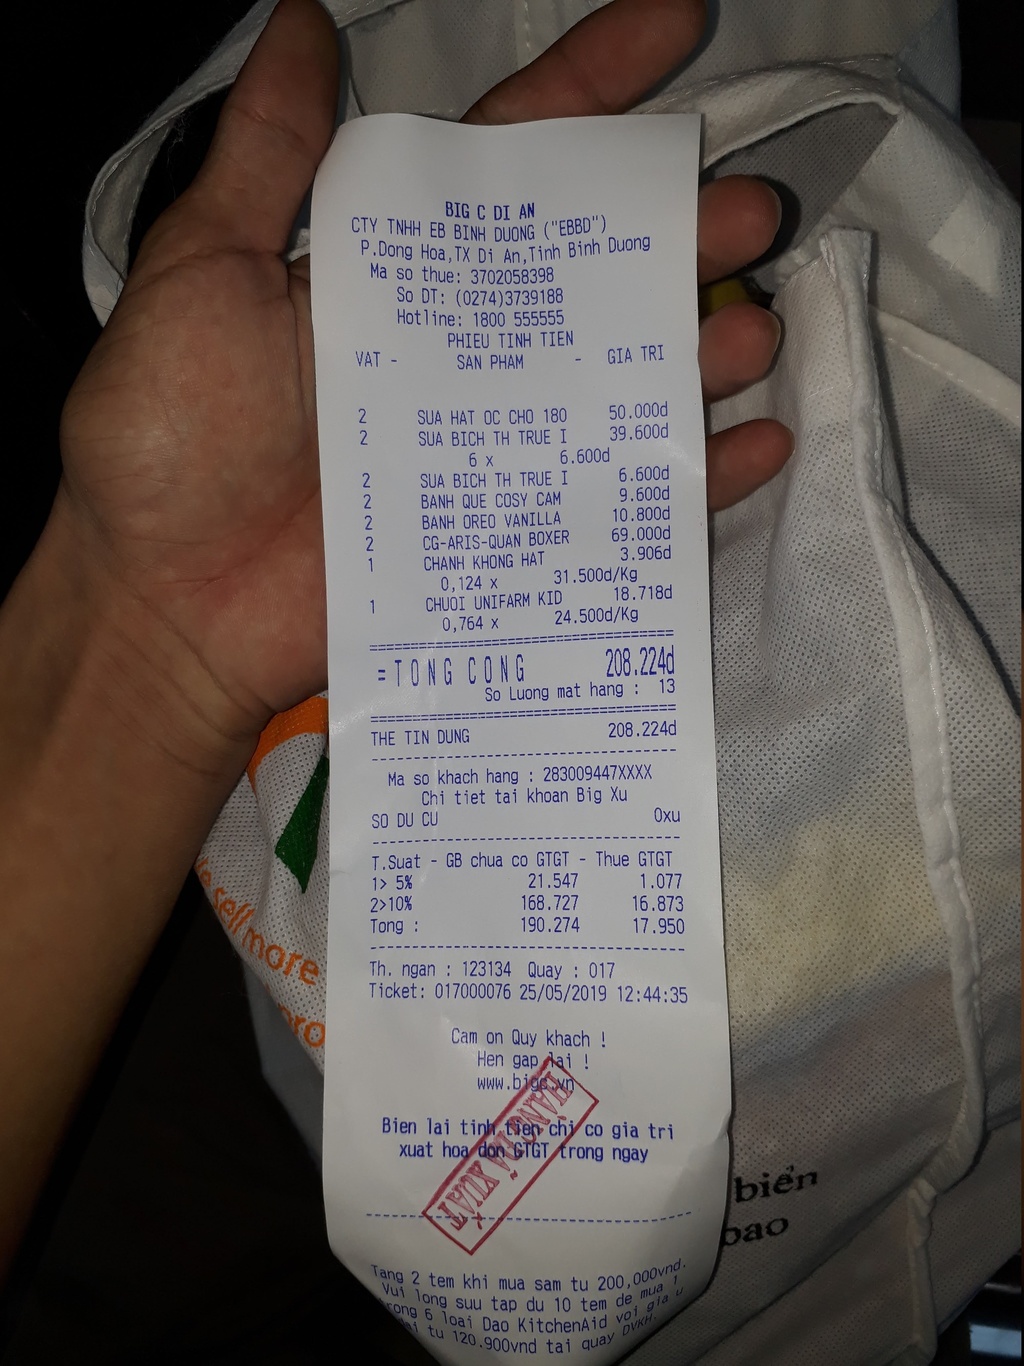 BIG C DI AN
CTY TNHH EB BINH DUONG ("EBBD")
P.Dong Hoa,TX Di An,Tinh Binh Duong
Ma so thue: 3702058398
So DT: (0274)3739188
Hotline: 1800 555555
PHIEU TINH TIEN
VAT - SAN PHAM - GIA TRI
2 SUA HAT OC CHO 180 50.000d
2 SUA BICH TH TRUE I 39.600d
6 x 6.600d
2 SUA BICH TH TRUE I 6.600d
2 BANH QUE COSY CAM 9.600d
2 BANH OREO VANILLA 10.800d
2 CG-ARIS-QUAN BOXER 69.000d
1 CHANH KHONG HAT 3.906d
0,124 x 31.500d/Kg
1 CHUOI UNIFARM KID 18.718d
0,764 x 24.500d/Kg
=TONG CONG 208.224d
So Luong mat hang : 13
THE TIN DUNG 208.224d
Ma so khach hang : 283009447XXXX
Chi tiet tai khoan Big Xu
SO DU CU 0xu
T.Suat - GB chua co GTGT - Thue GTGT
1> 5% 21.547 1.077
2>10% 168.727 16.873
Tong : 190.274 17.950
Th. ngan : 123134 Quay : 017
Ticket: 017000076 25/05/2019 12:44:35
Cam on Quy khach !
Hen gap lai !
www.bigc.vn
Bien lai tinh tien chi co gia tri
xuat hoa don GTGT trong ngay
HÀNG ĐÃ XUẤT
Tang 2 tem khi mua sam tu 200,000vnd.
Vui long suu tap du 10 tem de mua 1
trong 6 loai Dao KitchenAid voi gia u
dai tu 120.900vnd tai quay DVKH.
sell more
biển
bao